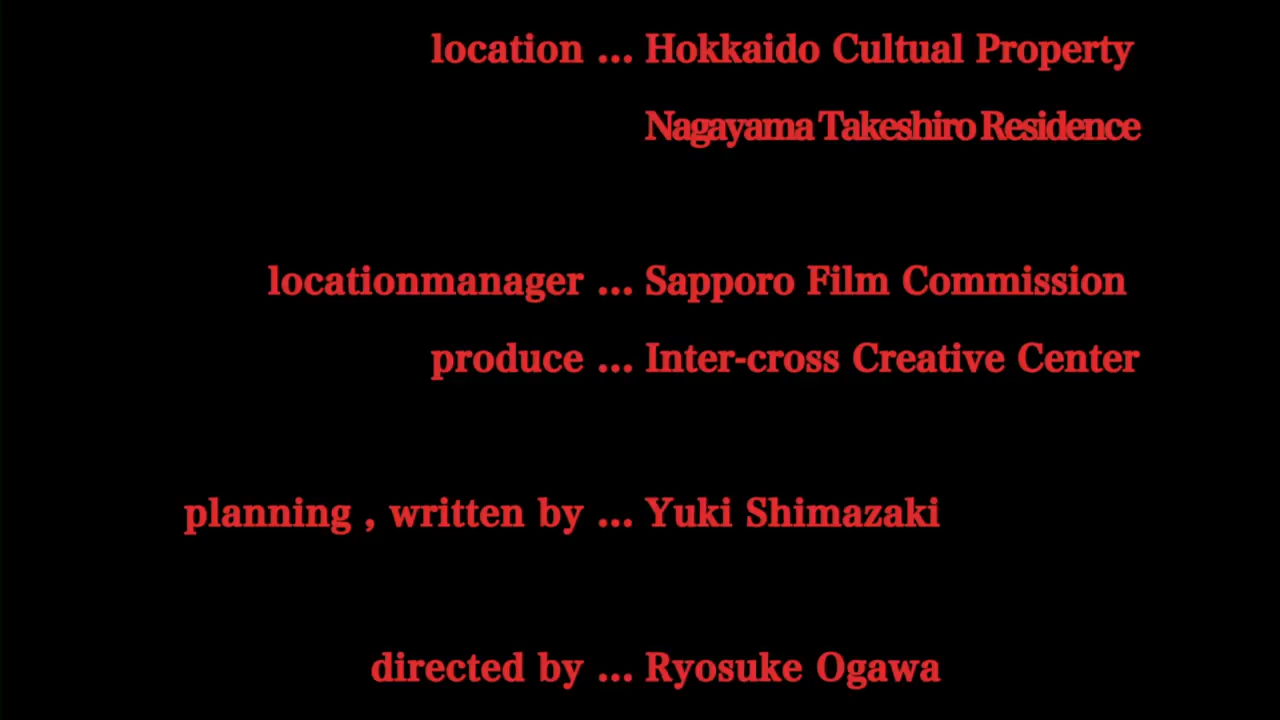 location ... Hokkaido Cultual Property
Nagayama Takeshiro Residence
locationmanager ... Sapporo Film Commission
produce ... Inter-cross Creative Center
planning , written by ... Yuki Shimazaki
directed by ... Ryosuke Ogawa